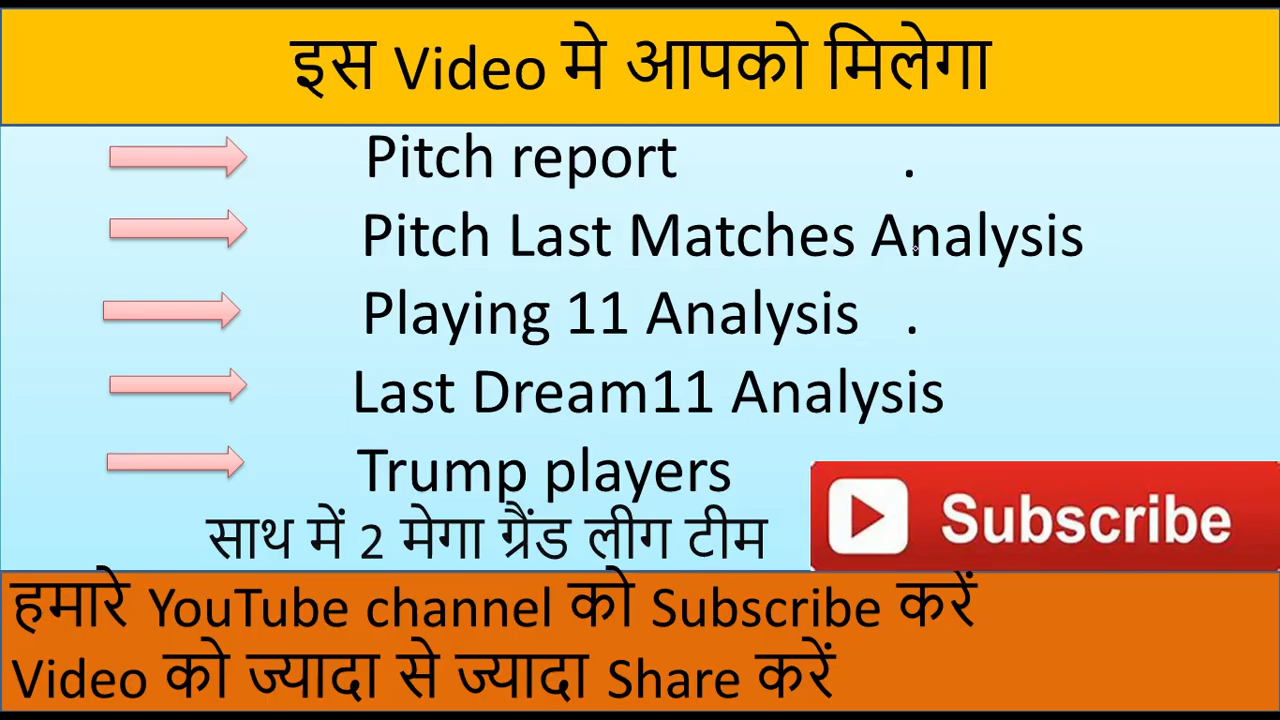 इस Video मे आपको मिलेगा
Pitch report .
Pitch Last Matches Analysis
Playing 11 Analysis .
Last Dream11 Analysis
Trump players
साथ में 2 मेगा ग्रैंड लीग टीम
Subscribe
हमारे YouTube channel को Subscribe करें
Video को ज्यादा से ज्यादा Share करें